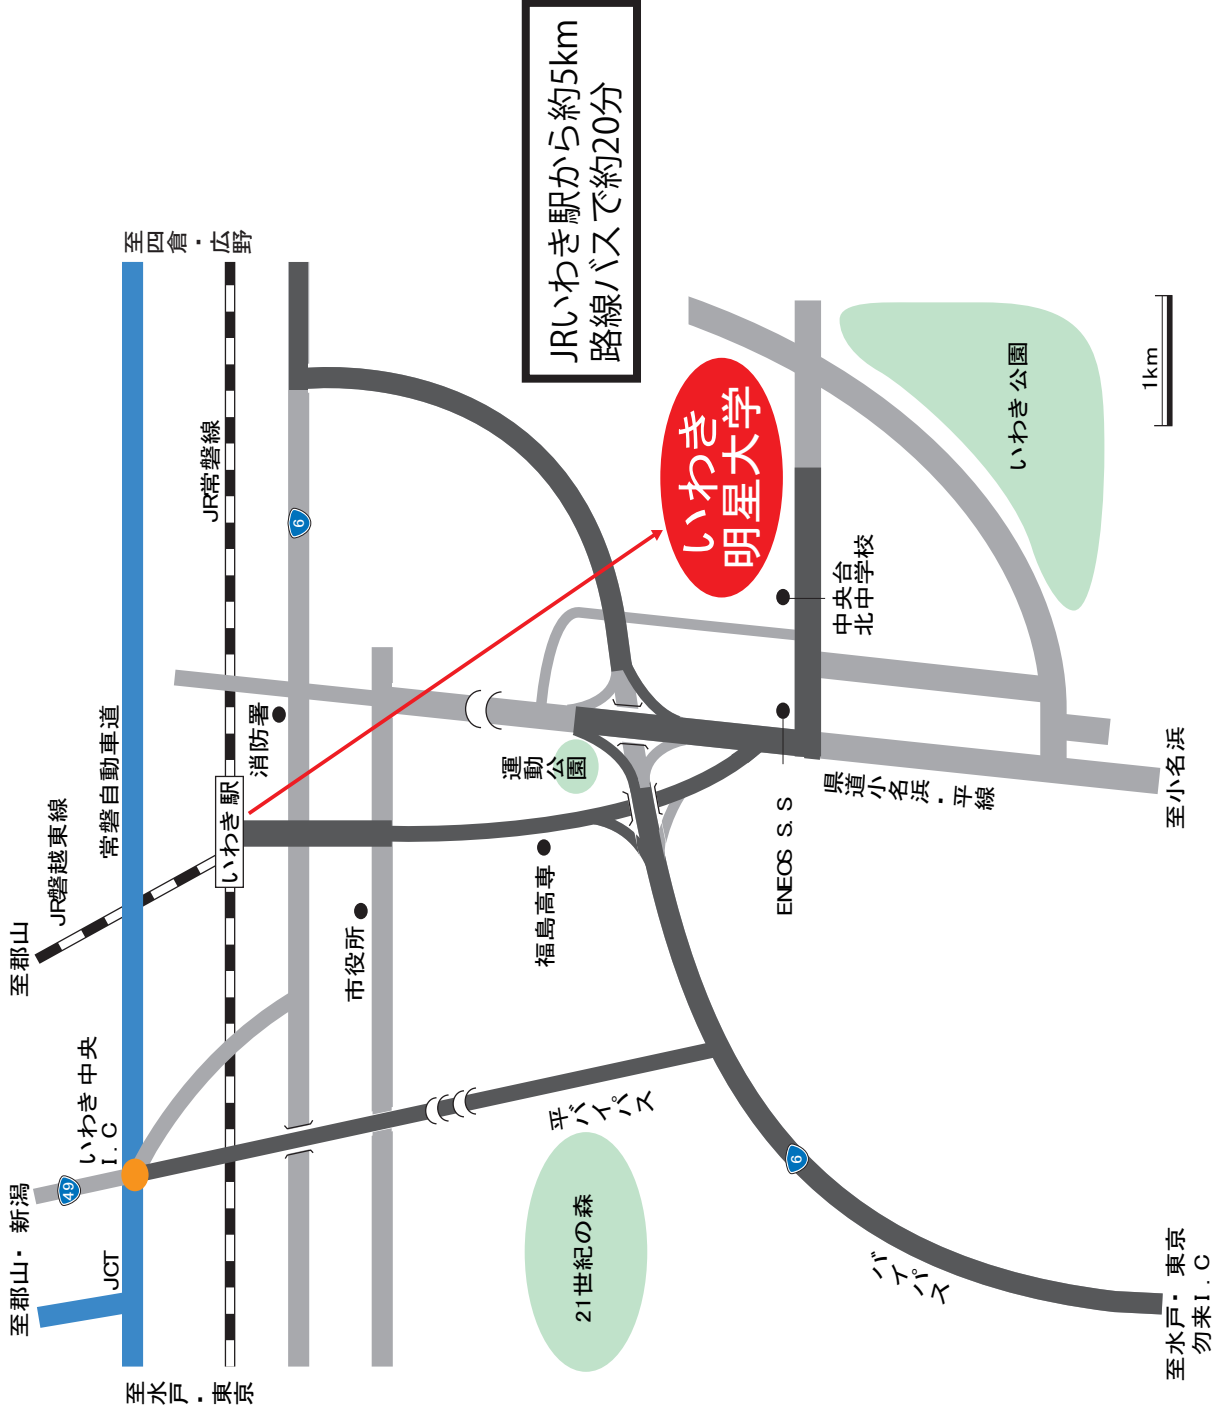 至郡山・新潟
至郡山
JCT
49
いわき中央
I.C
JR磐越東線
常磐自動車道
至水戸・東京
至四倉・広野
いわき駅
JR常磐線
消防署
6
市役所
福島高専
運動
公園
平バイパス
21世紀の森
JRいわき駅から約5km
路線バスで約20分
いわき
明星大学
ENEOS S.S
中央台
北中学校
県道小名浜・平線
いわき公園
6
バイパス
至小名浜
至水戸・東京
勿来I.C
1km